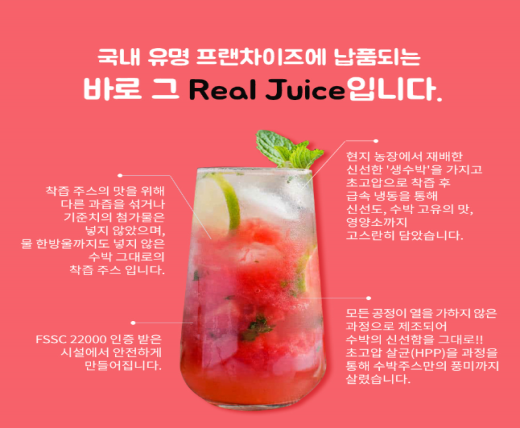 국내 유명 프랜차이즈에 납품되는
바로 그 Real Juice입니다.
착즙 주스의 맛을 위해
다른 과즙을 섞거나
기준치의 첨가물은
넣지 않았으며,
물 한방울까지도 넣지 않은
수박 그대로의
착즙 주스 입니다.
현지 농장에서 재배한
신선한 '생수박'을 가지고
초고압으로 착즙 후
급속 냉동을 통해
신선도, 수박 고유의 맛,
영양소까지
고스란히 담았습니다.
FSSC 22000 인증 받은
시설에서 안전하게
만들어집니다.
모든 공정이 열을 가하지 않은
과정으로 제조되어
수박의 신선함을 그대로!!
초고압 살균(HPP)을 과정을
통해 수박주스만의 풍미까지
살렸습니다.